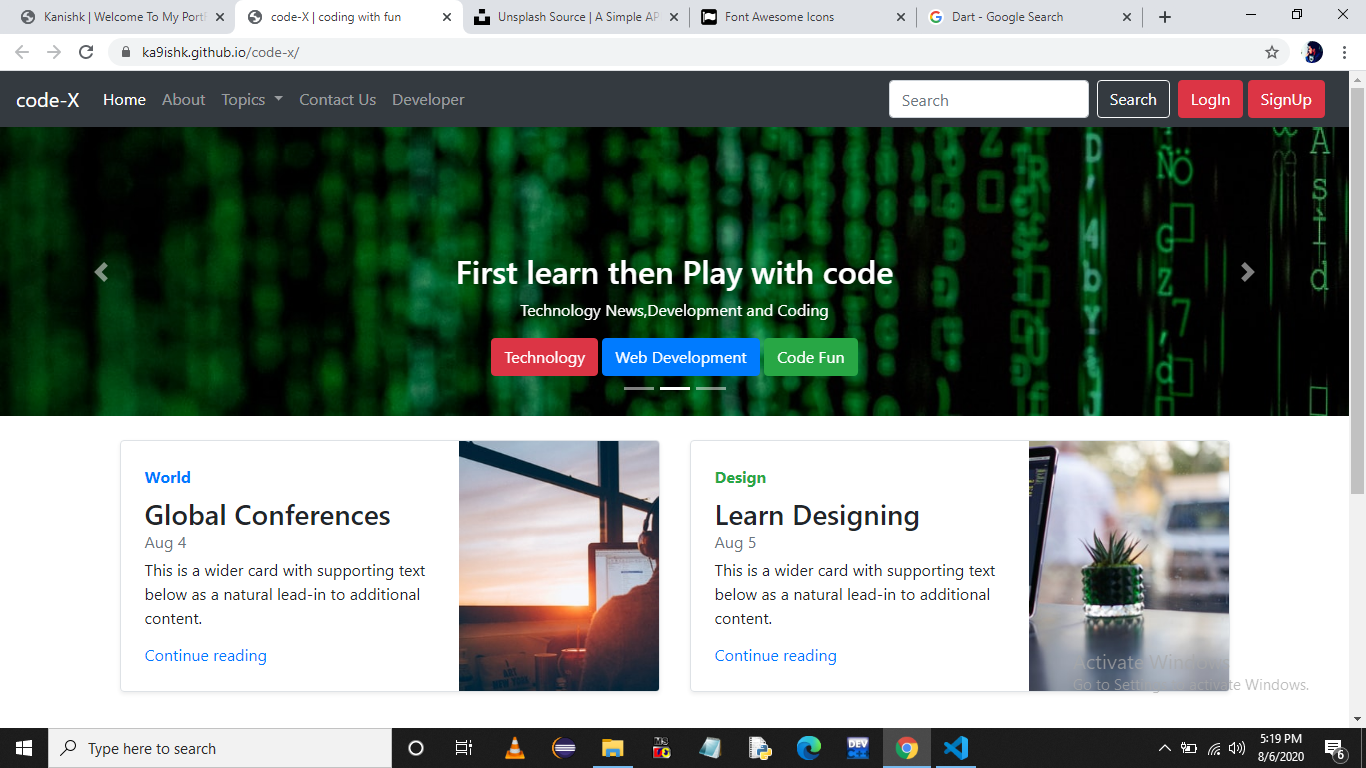 Kanishk | Welcome To My Portf
code-X | coding with fun
Unsplash Source | A Simple AP
Font Awesome Icons
Dart - Google Search
ka9ishk.github.io/code-x/
code-X Home About Topics Contact Us Developer
Search
Search
LogIn
SignUp
First learn then Play with code
Technology News,Development and Coding
Technology
Web Development
Code Fun
World
Global Conferences
Aug 4
This is a wider card with supporting text
below as a natural lead-in to additional
content.
Continue reading
Design
Learn Designing
Aug 5
This is a wider card with supporting text
below as a natural lead-in to additional
content.
Continue reading
Activate Windows
Go to Settings to activate Windows.
Type here to search
DEV
5:19 PM
8/6/2020
6